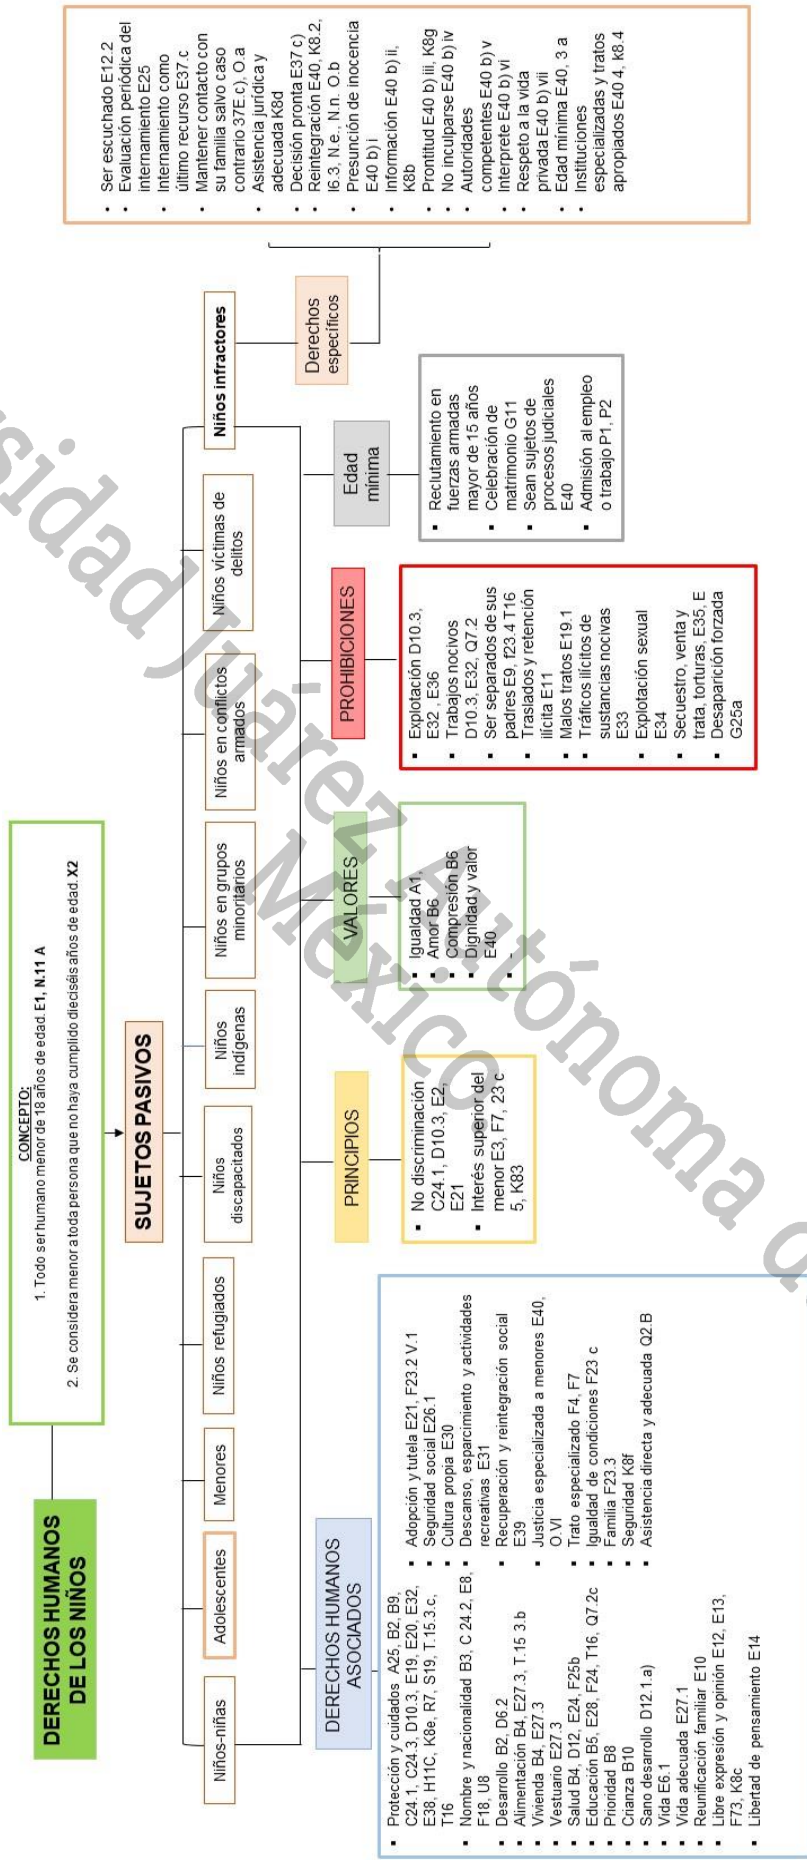 DERECHOS HUMANOS
DE LOS NIÑOS
CONCEPTO:
1. Todo ser humano menor de 18 años de edad. E1, N.11 A
2. Se considera menor a toda persona que no haya cumplido dieciséis años de edad. X2
SUJETOS PASIVOS
Niños-niñas
Adolescentes
Menores
Niños refugiados
Niños
discapacitados
Niños
indígenas
Niños en grupos
minoritarios
Niños en conflictos
armados
Niños víctimas de
delitos
Niños infractores
DERECHOS HUMANOS
ASOCIADOS
▪ Protección y cuidados A25, B2, B9,
C24.1, C24.3, D10.3, E19, E20, E32,
E38, H11C, K8e, R7, S19, T.15.3.c,
T16
▪ Nombre y nacionalidad B3, C 24.2, E8,
F18, U8
▪ Desarrollo B2, D6.2
▪ Alimentación B4, E27.3, T.15 3.b
▪ Vivienda B4, E27.3
▪ Vestuario E27.3
▪ Salud B4, D12, E24, F25b
▪ Educación B5, E28, F24, T16, Q7.2c
▪ Prioridad B8
▪ Crianza B10
▪ Sano desarrollo D12.1.a)
▪ Vida E6.1
▪ Vida adecuada E27.1
▪ Reunificación familiar E10
▪ Libre expresión y opinión E12, E13,
F73, K8c
▪ Libertad de pensamiento E14
▪ Adopción y tutela E21, F23.2 V.1
▪ Seguridad social E26.1
▪ Cultura propia E30
▪ Descanso, esparcimiento y actividades
recreativas E31
▪ Recuperación y reintegración social
E39
▪ Justicia especializada a menores E40,
O.VI
▪ Trato especializado F4, F7
▪ Igualdad de condiciones F23 c
▪ Familia F23.3
▪ Seguridad K8f
▪ Asistencia directa y adecuada Q2.B
PRINCIPIOS
▪ No discriminación
C24.1, D10.3, E2,
E21
▪ Interés superior del
menor E3, F7, 23 c
5, K83
VALORES
▪ Igualdad A1,
▪ Amor B6
▪ Compresión B6
▪ Dignidad y valor
E40
▪ -
PROHIBICIONES
▪ Explotación D10.3,
E32 , E36
▪ Trabajos nocivos
D10.3, E32, Q7.2
▪ Ser separados de sus
padres E9, f23.4 T16
▪ Traslados y retención
ilícita E11
▪ Malos tratos E19.1
▪ Tráficos ilícitos de
sustancias nocivas
E33
▪ Explotación sexual
E34
▪ Secuestro, venta y
trata, torturas, E35, E
▪ Desaparición forzada
G25a
Edad
mínima
▪ Reclutamiento en
fuerzas armadas
mayor de 15 años
▪ Celebración de
matrimonio G11
▪ Sean sujetos de
procesos judiciales
E40
▪ Admisión al empleo
o trabajo P1, P2
Derechos
específicos
• Ser escuchado E12.2
• Evaluación periódica del
internamiento E25
• Internamiento como
último recurso E37.c
• Mantener contacto con
su familia salvo caso
contrario 37E.c), O.a
• Asistencia jurídica y
adecuada K8d
• Decisión pronta E37 c)
• Reintegración E40, K8.2,
I6.3, N.e., N.n. O.b
• Presunción de inocencia
E40 b) i
• Información E40 b) ii,
K8b
• Prontitud E40 b) iii, K8g
• No inculparse E40 b) iv
• Autoridades
competentes E40 b) v
• Interprete E40 b) vi
• Respeto a la vida
privada E40 b) vii
• Edad mínima E40, 3 a
• Instituciones
especializadas y tratos
apropiados E40 4, k8.4
Juárez Autónoma de
México.